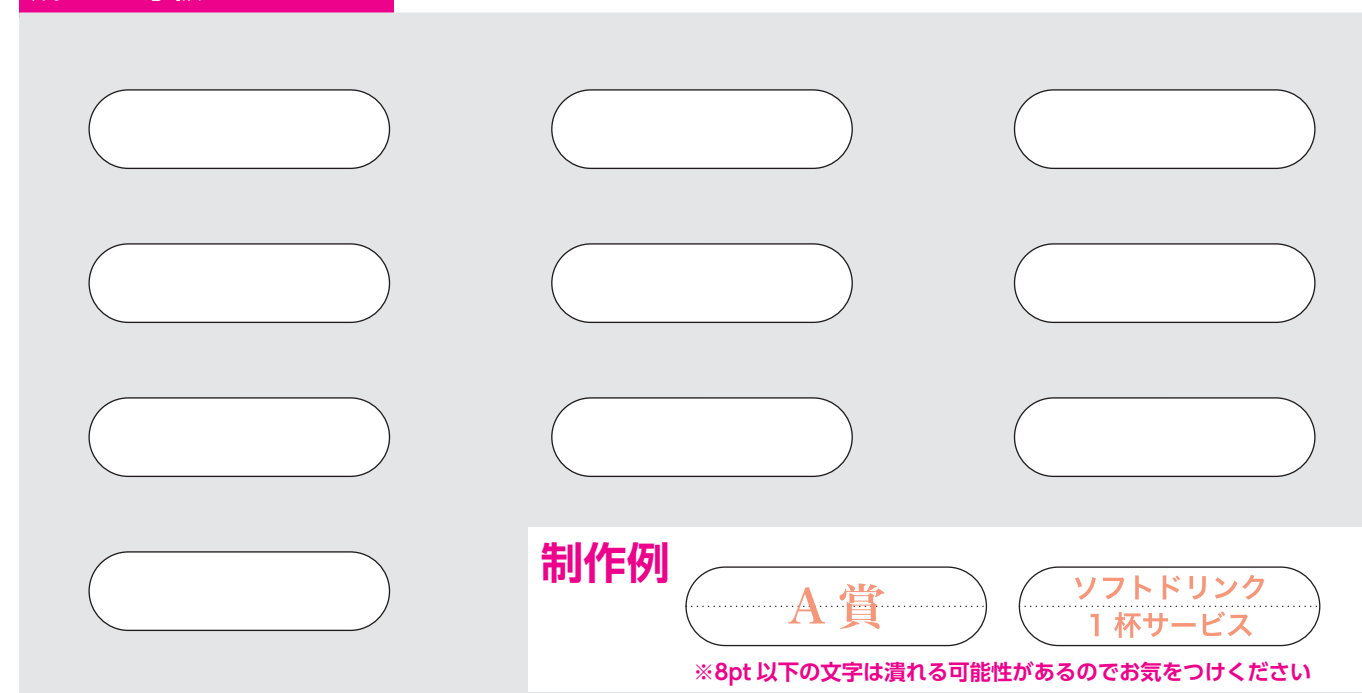 制作例
A 賞
ソフトドリンク
1 杯サービス
※8pt 以下の文字は潰れる可能性があるのでお気をつけください